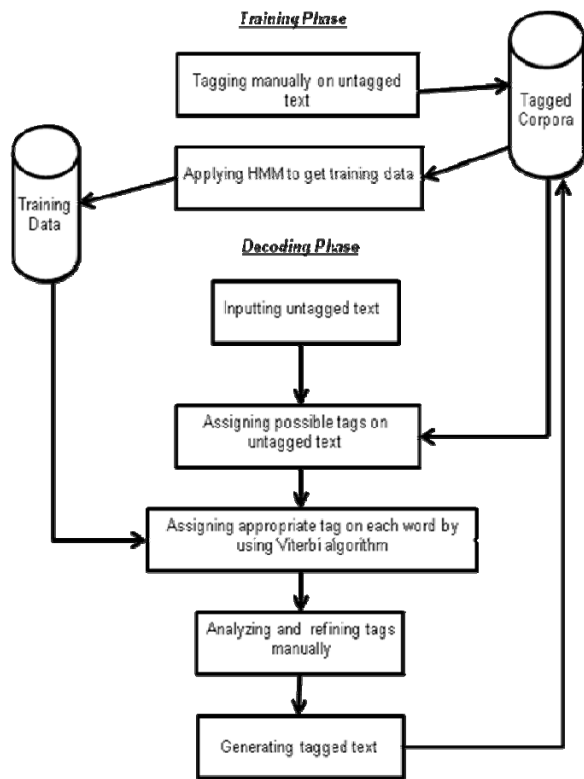 Training Phase
Tagging manually on untagged
text
Tagged
Corpora
Applying HMM to get training data
Training
Data
Decoding Phase
Inputting untagged text
Assigning possible tags on
untagged text
Assigning appropriate tag on each word by
using Viterbi algorithm
Analyzing and refining tags
manually
Generating tagged text